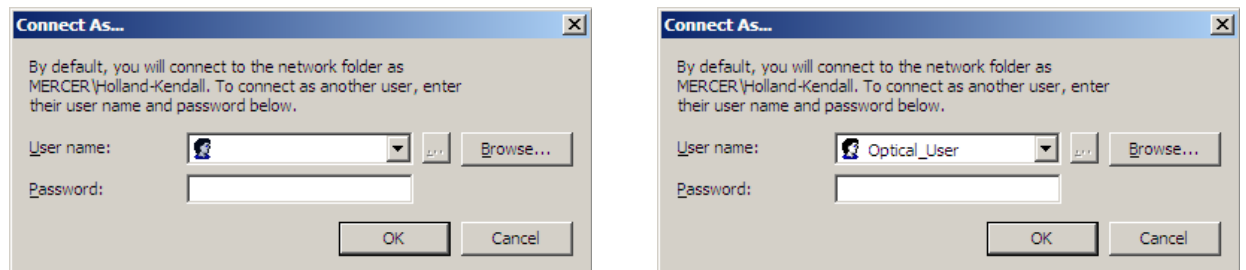 Connect As...
By default, you will connect to the network folder as
MERCER\Holland-Kendall. To connect as another user, enter
their user name and password below.
User name:
...
Browse...
Password:
OK
Cancel
Connect As...
By default, you will connect to the network folder as
MERCER\Holland-Kendall. To connect as another user, enter
their user name and password below.
User name:
Optical_User
...
Browse...
Password:
OK
Cancel